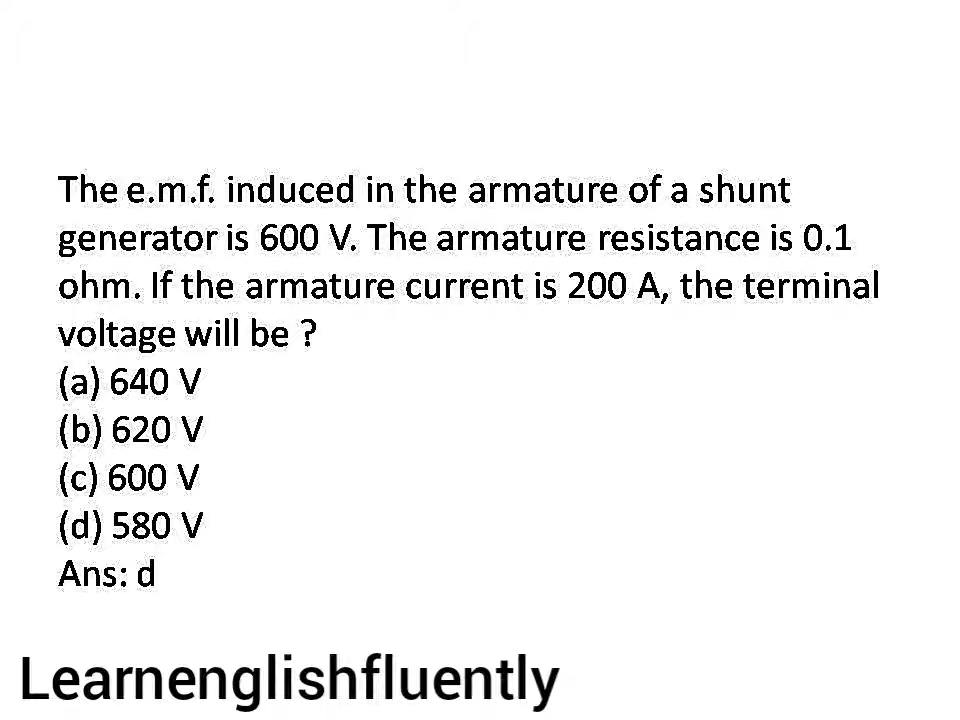 The e.m.f. induced in the armature of a shunt
generator is 600 V. The armature resistance is 0.1
ohm. If the armature current is 200 A, the terminal
voltage will be ?
(a) 640 V
(b) 620 V
(c) 600 V
(d) 580 V
Ans: d
Learnenglishfluently